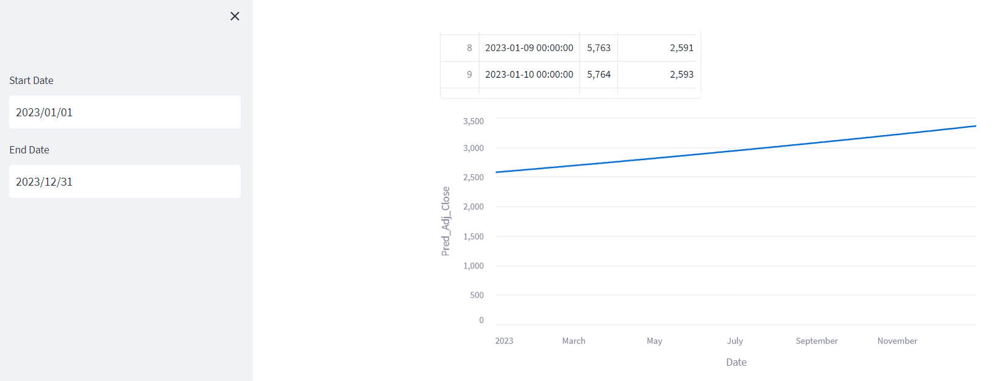 Start Date
2023/01/01
End Date
2023/12/31
8 2023-01-09 00:00:00 5,763 2,591
9 2023-01-10 00:00:00 5,764 2,593
3,500
3,000
2,500
2,000
1,500
1,000
500
0
Pred_Adj_Close
2023 March May July September November
Date